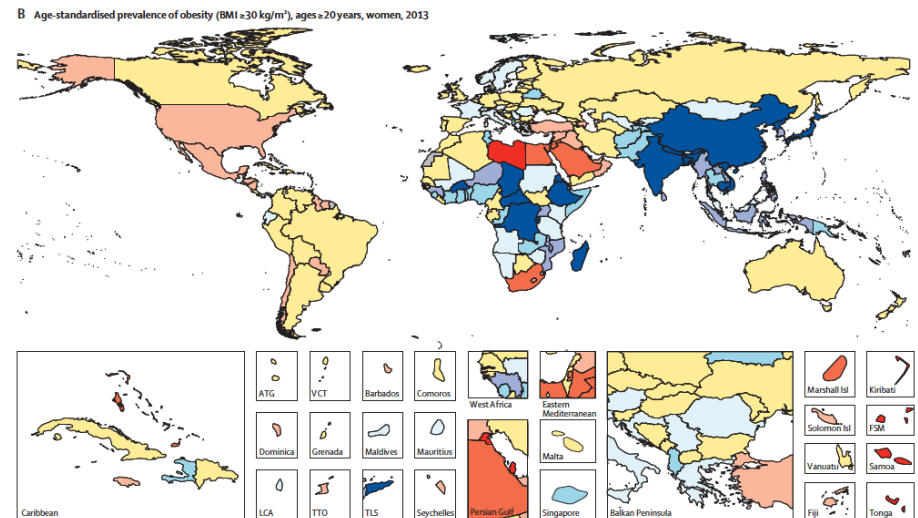 B Age-standardised prevalence of obesity (BMI ≥30 kg/m²), ages ≥20 years, women, 2013
Caribbean
ATG
VCT
Barbados
Comoros
Dominica
Grenada
Maldives
Mauritius
LCA
TTO
TLS
Seychelles
West Africa
Eastern
Mediterranean
Malta
Persian Gulf
Singapore
Balkan Peninsula
Marshall Isl
Kiribati
Solomon Isl
FSM
Vanuatu
Samoa
Fiji
Tonga